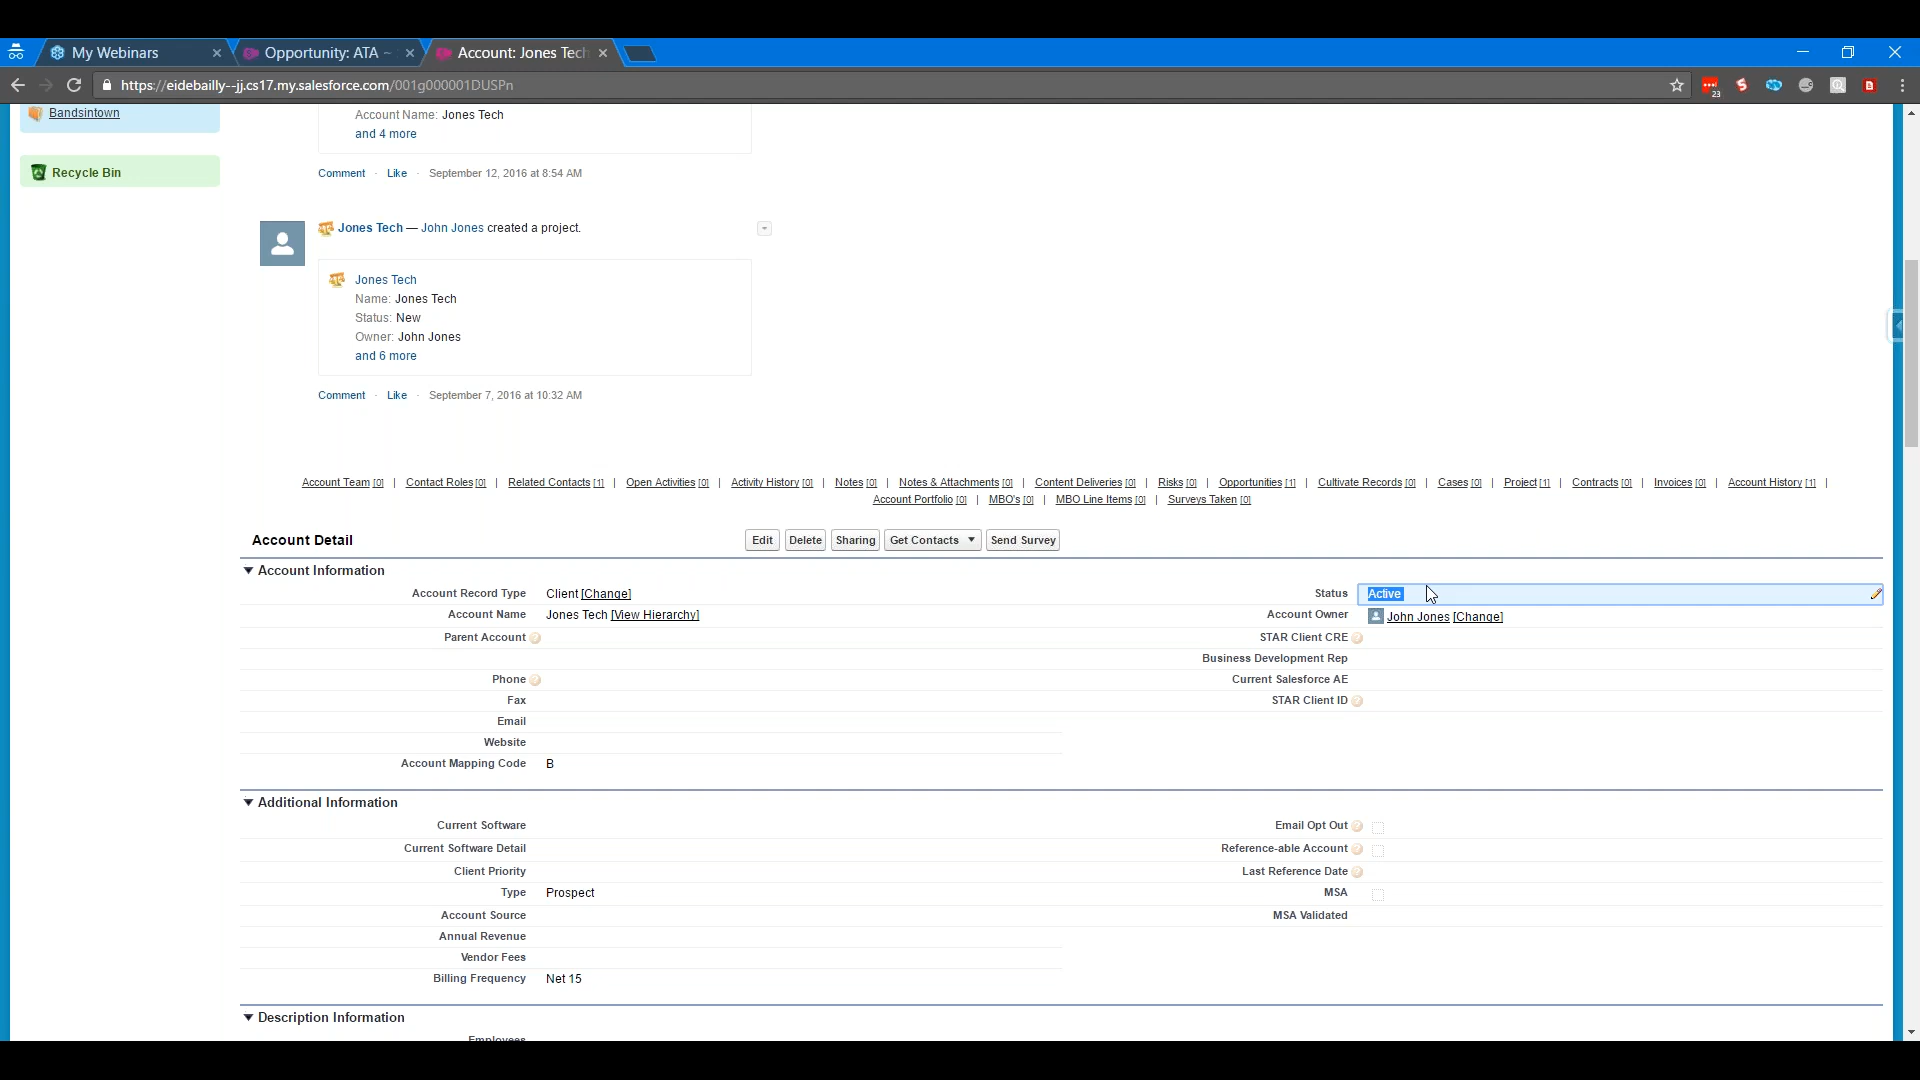 My Webinars
Opportunity: ATA ~
Account: Jones Tech
https://eidebailly--jj.cs17.my.salesforce.com/001g000001DUSPn
23
Bandsintown
Recycle Bin
Account Name: Jones Tech
and 4 more
Comment · Like · September 12, 2016 at 8:54 AM
Jones Tech — John Jones created a project.
Jones Tech
Name: Jones Tech
Status: New
Owner: John Jones
and 6 more
Comment · Like · September 7, 2016 at 10:32 AM
Account Team [0] | Contact Roles [0] | Related Contacts [1] | Open Activities [0] | Activity History [0] | Notes [0] | Notes & Attachments [0] | Content Deliveries [0] | Risks [0] | Opportunities [1] | Cultivate Records [0] | Cases [0] | Project [1] | Contracts [0] | Invoices [0] | Account History [1] |
Account Portfolio [0] | MBO's [0] | MBO Line Items [0] | Surveys Taken [0]
Account Detail Edit Delete Sharing Get Contacts Send Survey
Account Information
Account Record Type Client [Change] Status Active
Account Name Jones Tech [View Hierarchy] Account Owner John Jones [Change]
Parent Account ? STAR Client CRE ?
Business Development Rep
Phone ? Current Salesforce AE
Fax STAR Client ID ?
Email
Website
Account Mapping Code B
Additional Information
Current Software Email Opt Out ?
Current Software Detail Reference-able Account ?
Client Priority Last Reference Date ?
Type Prospect MSA
Account Source MSA Validated
Annual Revenue
Vendor Fees
Billing Frequency Net 15
Description Information
Employees